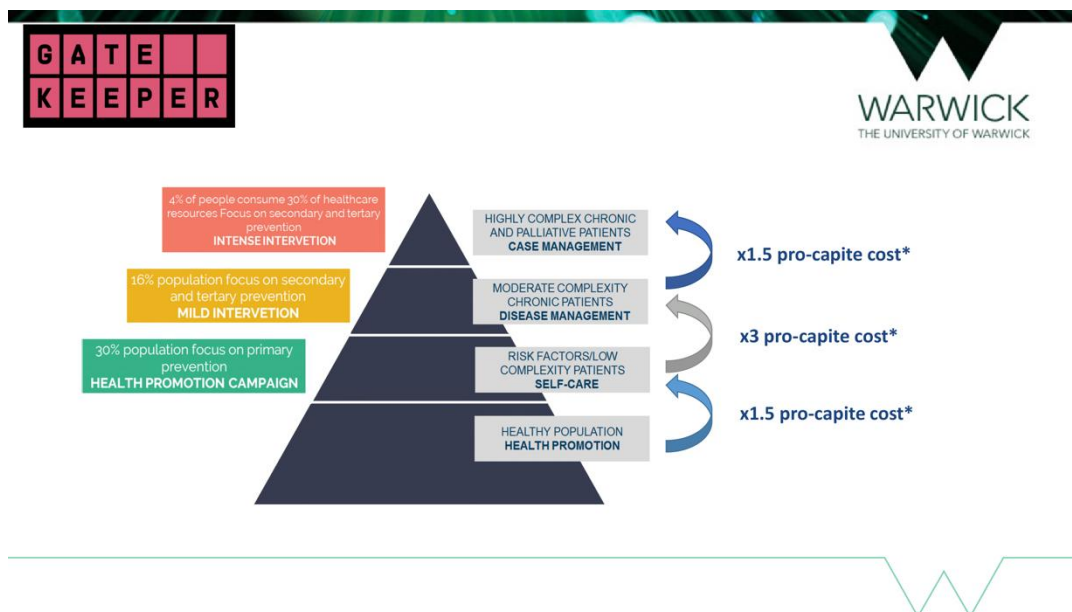 GATE
KEEPER
WARWICK
THE UNIVERSITY OF WARWICK
4% of people consume 30% of healthcare
resources Focus on secondary and tertiary
prevention
INTENSE INTERVETION
16% population focus on secondary
and tertiary prevention
MILD INTERVETION
30% population focus on primary
prevention
HEALTH PROMOTION CAMPAIGN
HIGHLY COMPLEX CHRONIC
AND PALLIATIVE PATIENTS
CASE MANAGEMENT
MODERATE COMPLEXITY
CHRONIC PATIENTS
DISEASE MANAGEMENT
RISK FACTORS/LOW
COMPLEXITY PATIENTS
SELF-CARE
HEALTHY POPULATION
HEALTH PROMOTION
x1.5 pro-capite cost*
x3 pro-capite cost*
x1.5 pro-capite cost*